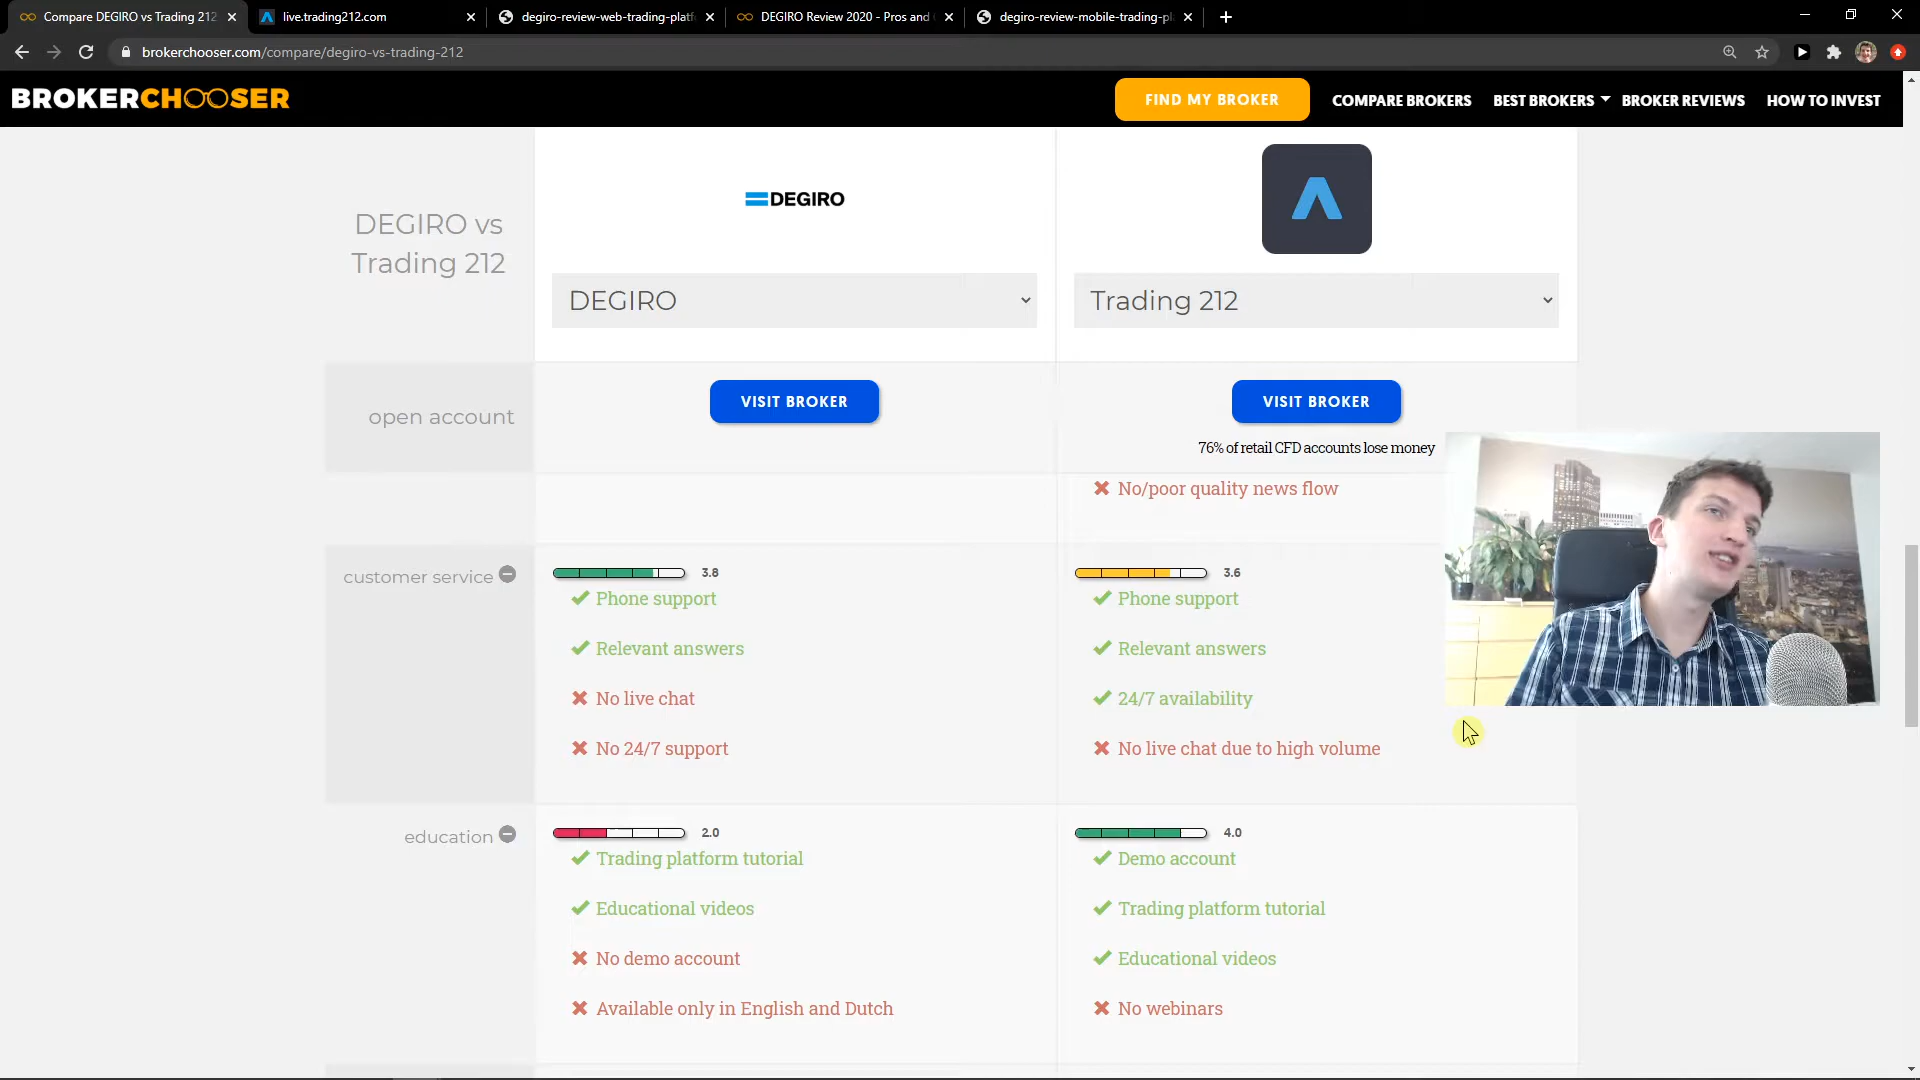 Compare DEGIRO vs Trading 212
live.trading212.com
degiro-review-web-trading-platf
DEGIRO Review 2020 - Pros and
degiro-review-mobile-trading-pl
brokerchooser.com/compare/degiro-vs-trading-212
BROKERCHOOSER
FIND MY BROKER
COMPARE BROKERS
BEST BROKERS
BROKER REVIEWS
HOW TO INVEST
DEGIRO vs
Trading 212
DEGIRO
DEGIRO
Trading 212
open account
VISIT BROKER
VISIT BROKER
76% of retail CFD accounts lose money
No/poor quality news flow
customer service
3.8
Phone support
Relevant answers
No live chat
No 24/7 support
3.6
Phone support
Relevant answers
24/7 availability
No live chat due to high volume
education
2.0
Trading platform tutorial
Educational videos
No demo account
Available only in English and Dutch
4.0
Demo account
Trading platform tutorial
Educational videos
No webinars